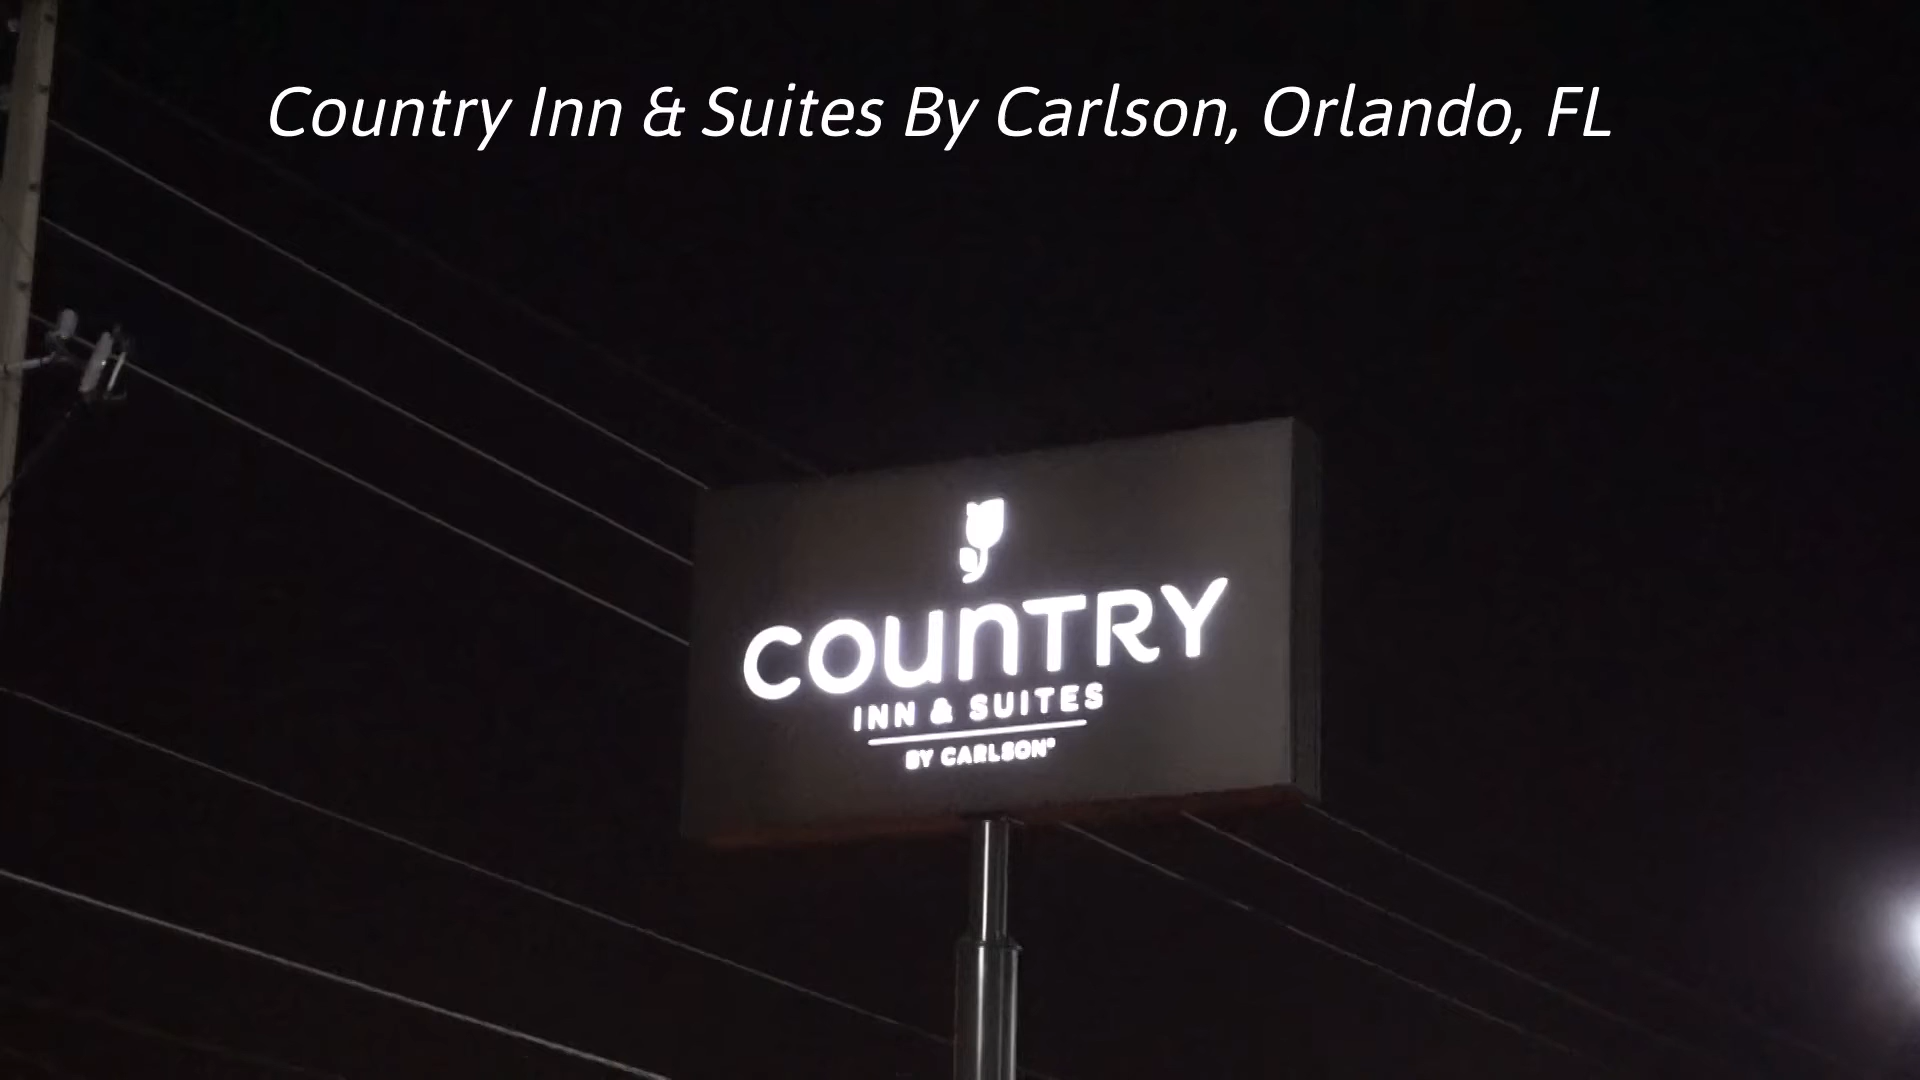 Country Inn & Suites By Carlson, Orlando, FL
COUNTRY
INN & SUITES
BY CARLSON®